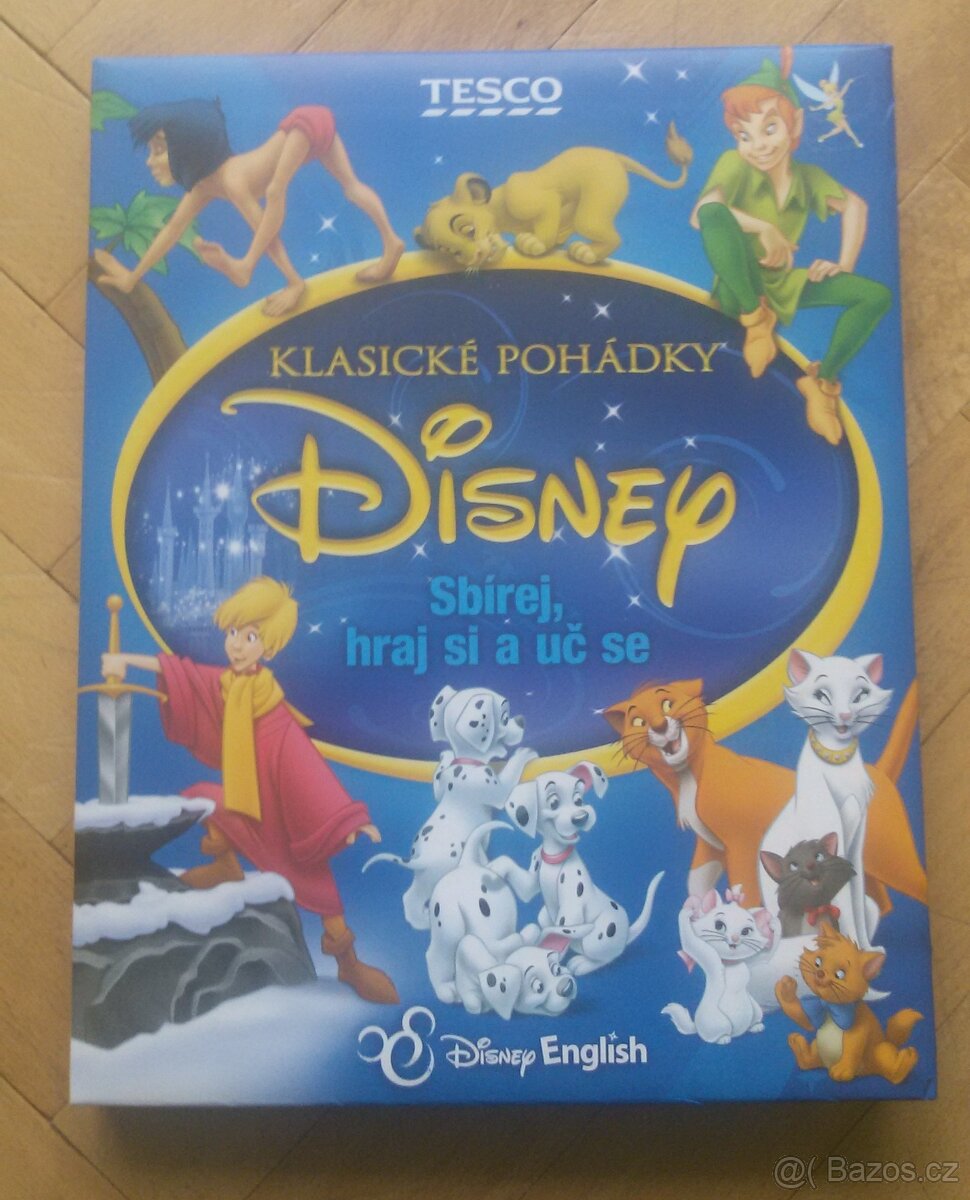 TESCO
KLASICKÉ POHÁDKY
DISNEY
Sbírej,
hraj si a uč se
DISNEY English
@( Bazos.cz